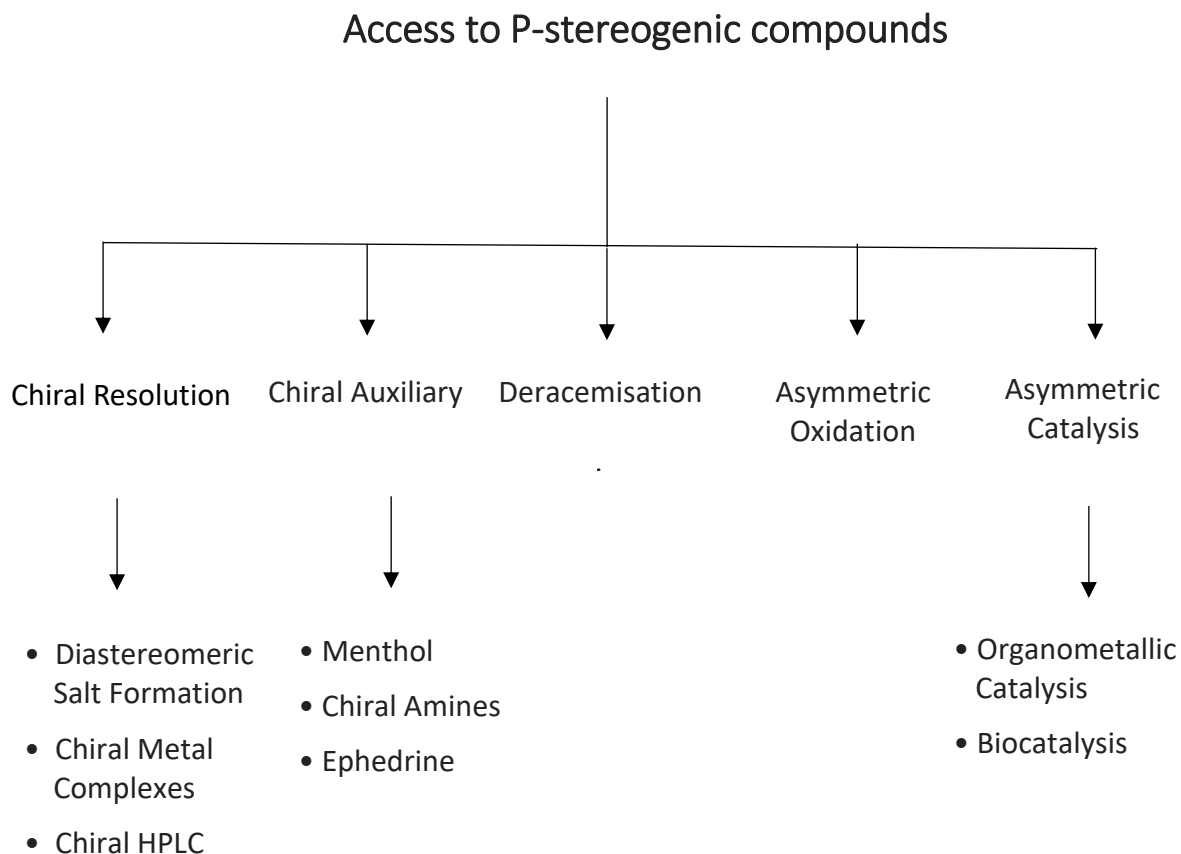 Access to P-stereogenic compounds
Chiral Resolution
Chiral Auxiliary
Deracemisation
Asymmetric
Oxidation
Asymmetric
Catalysis
.
• Diastereomeric
Salt Formation
• Chiral Metal
Complexes
• Chiral HPLC
• Menthol
• Chiral Amines
• Ephedrine
• Organometallic
Catalysis
• Biocatalysis